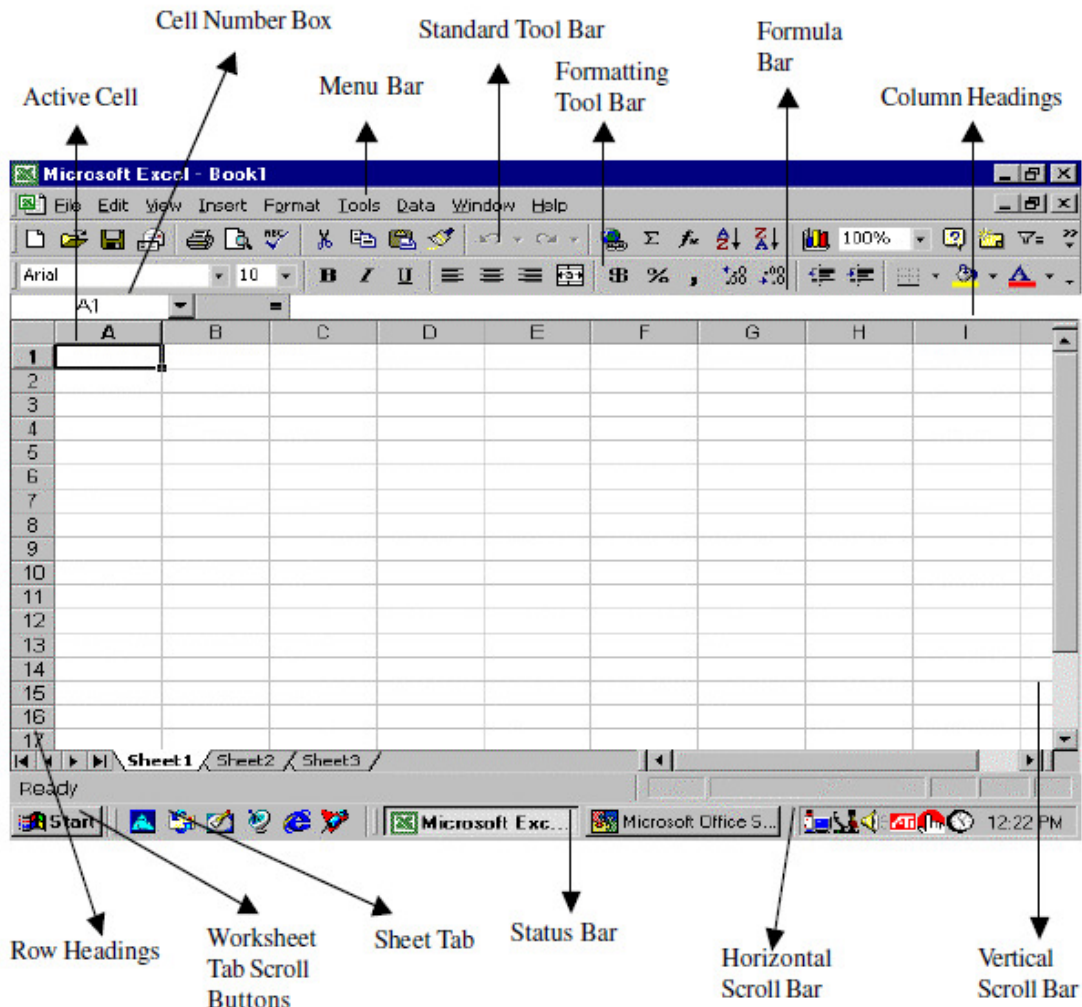 Cell Number Box
Standard Tool Bar
Formula
Bar
Menu Bar
Formatting
Tool Bar
Active Cell
Column Headings
Microsoft Excel - Book1
File Edit View Insert Format Tools Data Window Help
ABC Σ fx A Z Z A 100% ?
Arial 10 B I U $ % , A
A1 =
A B C D E F G H I
1
2
3
4
5
6
7
8
9
10
11
12
13
14
15
16
17
Sheet1 Sheet2 Sheet3
Ready
Start Microsoft Exc... Microsoft Office S... ATI 12:22 PM
Row Headings
Worksheet
Tab Scroll
Buttons
Sheet Tab
Status Bar
Horizontal
Scroll Bar
Vertical
Scroll Bar